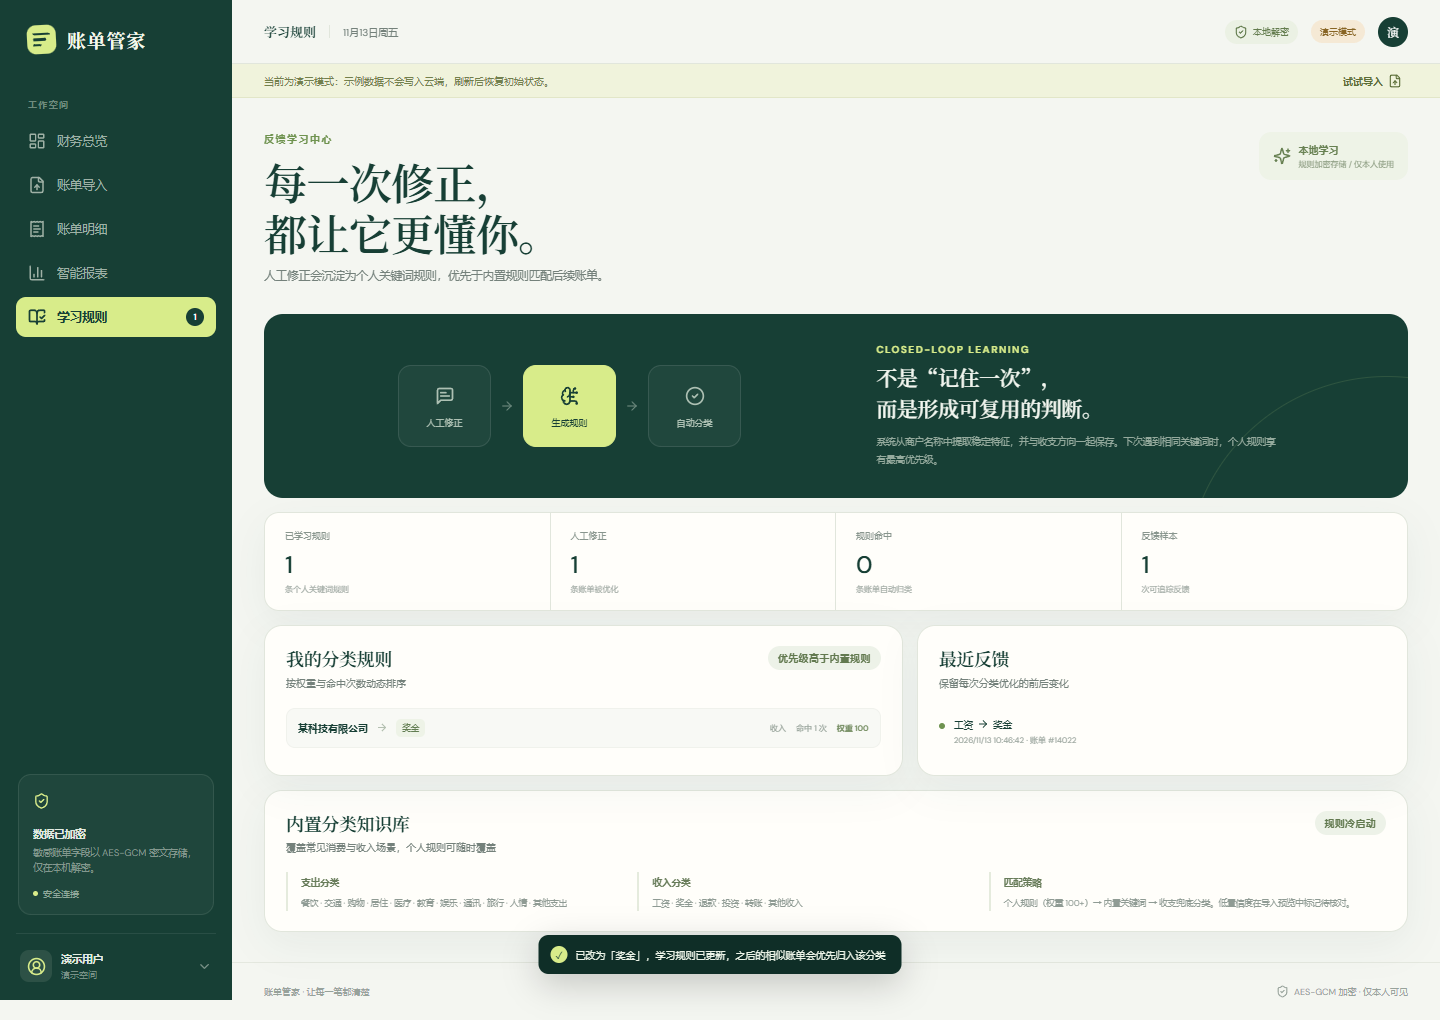 账单管家
工作空间
财务总览
账单导入
账单明细
智能报表
学习规则
1
数据已加密
敏感账单字段以 AES-GCM 密文存储，
仅在本机解密。
安全连接
演示用户
演示空间
学习规则
11月13日周五
本地解密
演示模式
演
当前为演示模式：示例数据不会写入云端，刷新后恢复初始状态。
试试导入
反馈学习中心
每一次修正，
都让它更懂你。
人工修正会沉淀为个人关键词规则，优先于内置规则匹配后续账单。
本地学习
规则加密存储 / 仅本人使用
人工修正
生成规则
自动分类
CLOSED-LOOP LEARNING
不是“记住一次”，
而是形成可复用的判断。
系统从商户名称中提取稳定特征，并与收支方向一起保存。下次遇到相同关键词时，个人规则享
有最高优先级。
已学习规则
1
条个人关键词规则
人工修正
1
条账单被优化
规则命中
0
条账单自动归类
反馈样本
1
次可追踪反馈
我的分类规则
按权重与命中次数动态排序
优先级高于内置规则
某科技有限公司 → 奖金
收入 命中 1 次 权重 100
最近反馈
保留每次分类优化的前后变化
工资 → 奖金
2026/11/13 10:46:42 · 账单 #14022
内置分类知识库
覆盖常见消费与收入场景，个人规则可随时覆盖
规则冷启动
支出分类
餐饮 · 交通 · 购物 · 居住 · 医疗 · 教育 · 娱乐 · 通讯 · 旅行 · 人情 · 其他支出
收入分类
工资 · 奖金 · 退款 · 投资 · 转账 · 其他收入
匹配策略
个人规则（权重 100+）→ 内置关键词 → 收支兜底分类。低置信度在导入预览中标记待核对。
已改为「奖金」，学习规则已更新，之后的相似账单会优先归入该分类
账单管家 · 让每一笔都清楚
AES-GCM 加密 · 仅本人可见